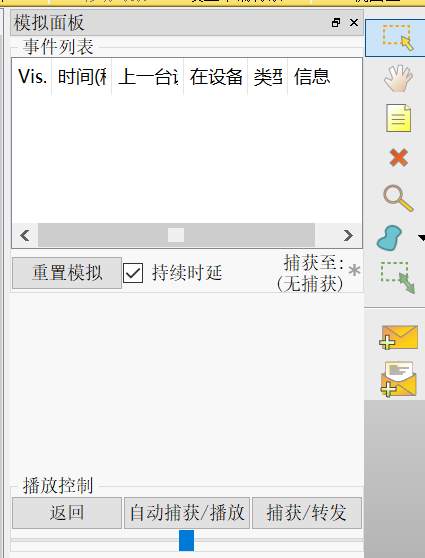 模拟面板
事件列表
Vis. 时间(秒 上一台设 在设备 类型 信息
重置模拟 持续时延 捕获至:
(无捕获)
播放控制
返回 自动捕获/播放 捕获/转发